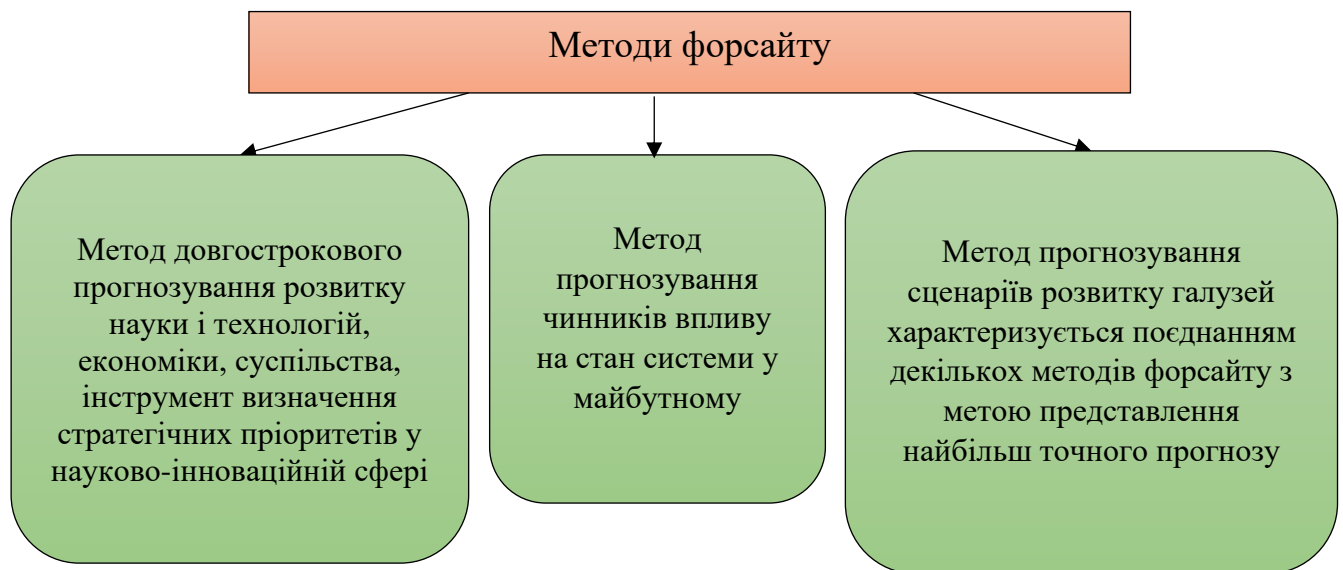 Методи форсайту
Метод довгострокового
прогнозування розвитку
науки і технологій,
економіки, суспільства,
інструмент визначення
стратегічних пріоритетів у
науково-інноваційній сфері
Метод
прогнозування
чинників впливу
на стан системи у
майбутному
Метод прогнозування
сценаріїв розвитку галузей
характеризується поєднанням
декількох методів форсайту з
метою представлення
найбільш точного прогнозу